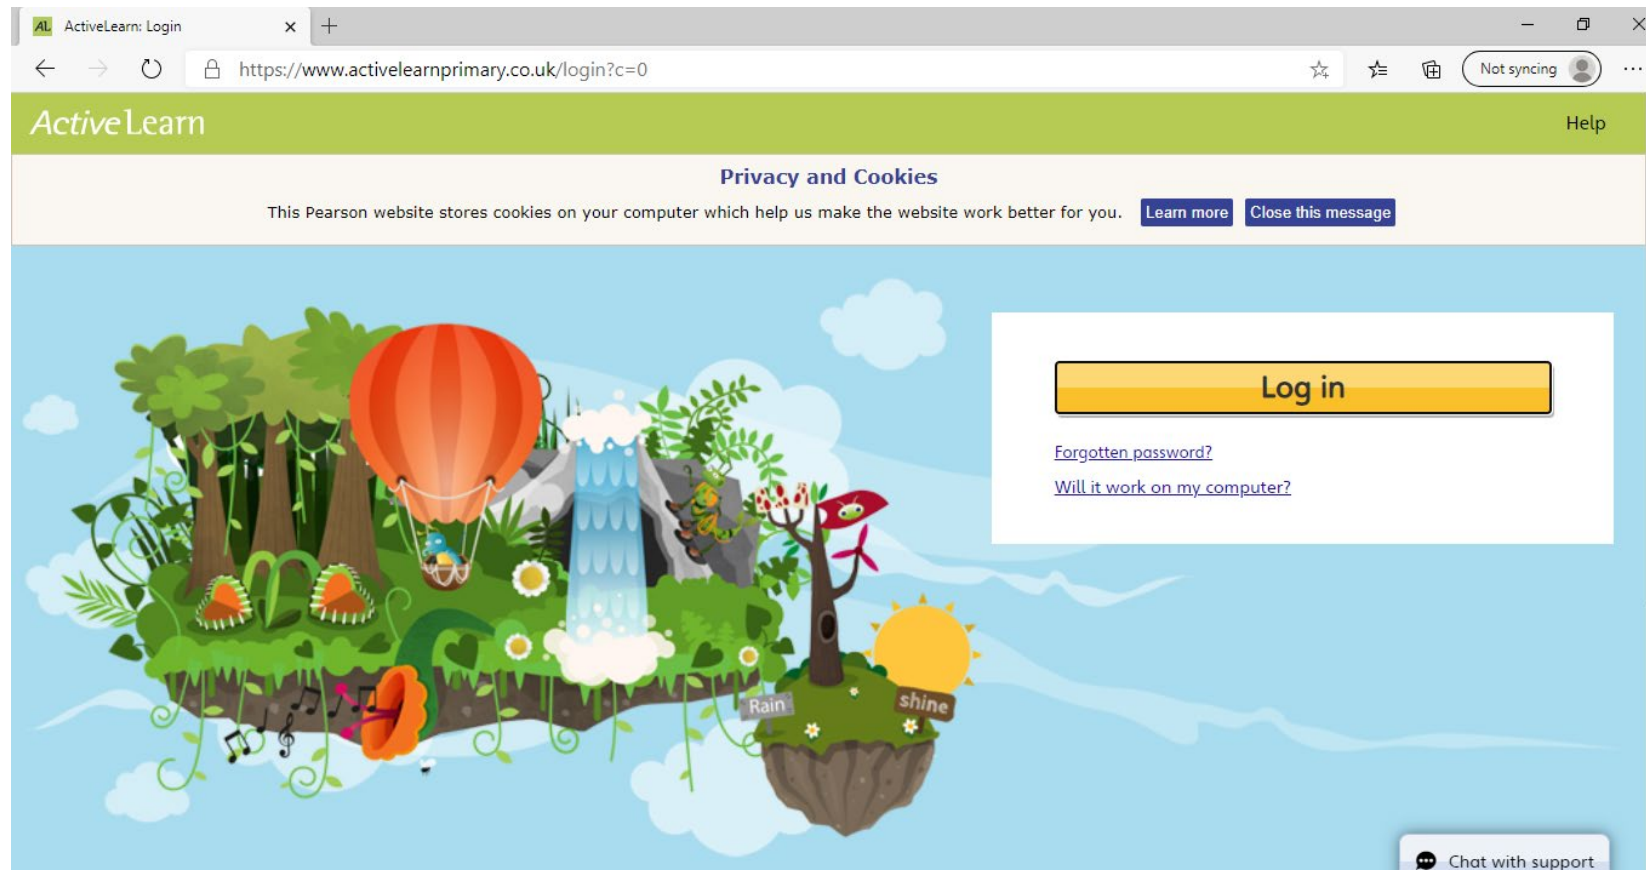 AL ActiveLearn: Login
https://www.activelearnprimary.co.uk/login?c=0
Not syncing
ActiveLearn
Help
Privacy and Cookies
This Pearson website stores cookies on your computer which help us make the website work better for you. Learn more Close this message
Log in
Forgotten password?
Will it work on my computer?
Rain
shine
Chat with support